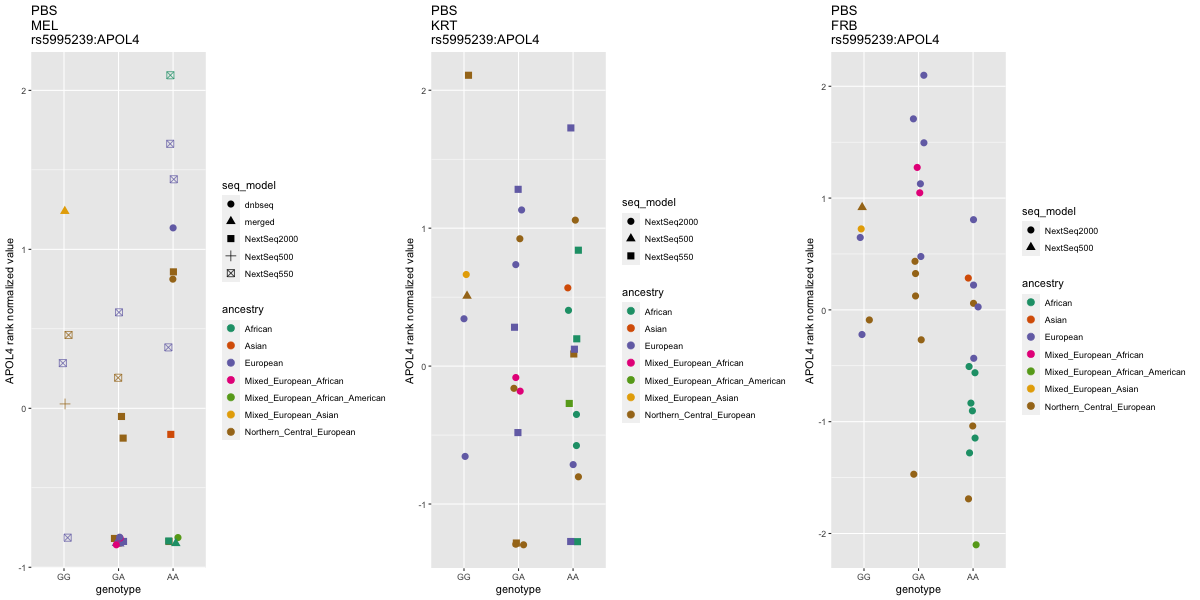 PBS
MEL
rs5995239:APOL4
APOL4 rank normalized value
2
1
0
-1
GG
GA
AA
genotype
seq_model
dnbseq
merged
NextSeq2000
NextSeq500
NextSeq550
ancestry
African
Asian
European
Mixed_European_African
Mixed_European_African_American
Mixed_European_Asian
Northern_Central_European
PBS
KRT
rs5995239:APOL4
APOL4 rank normalized value
2
1
0
-1
GG
GA
AA
genotype
seq_model
NextSeq2000
NextSeq500
NextSeq550
ancestry
African
Asian
European
Mixed_European_African
Mixed_European_African_American
Mixed_European_Asian
Northern_Central_European
PBS
FRB
rs5995239:APOL4
APOL4 rank normalized value
2
1
0
-1
-2
GG
GA
AA
genotype
seq_model
NextSeq2000
NextSeq500
ancestry
African
Asian
European
Mixed_European_African
Mixed_European_African_American
Mixed_European_Asian
Northern_Central_European